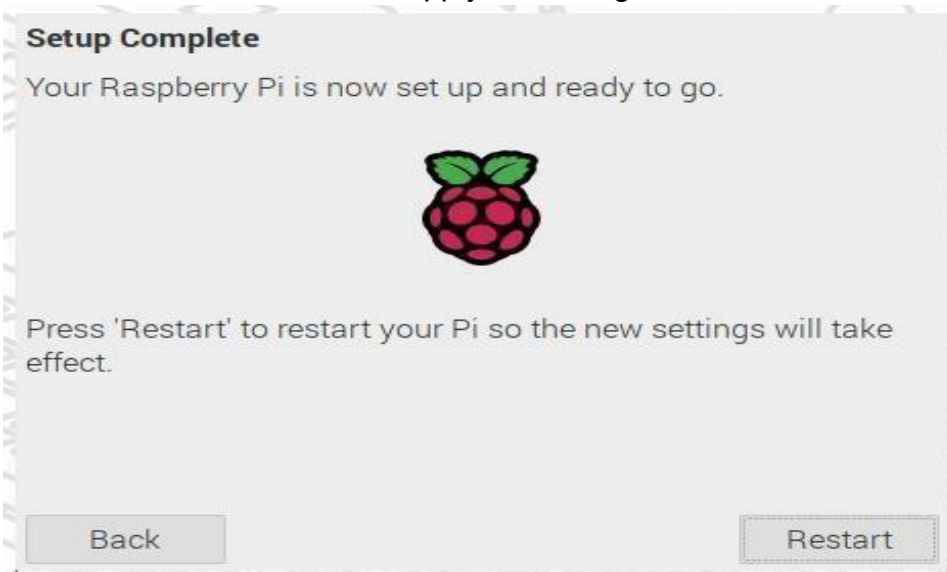 Setup Complete
Your Raspberry Pi is now set up and ready to go.
Press 'Restart' to restart your Pi so the new settings will take
effect.
Back
Restart